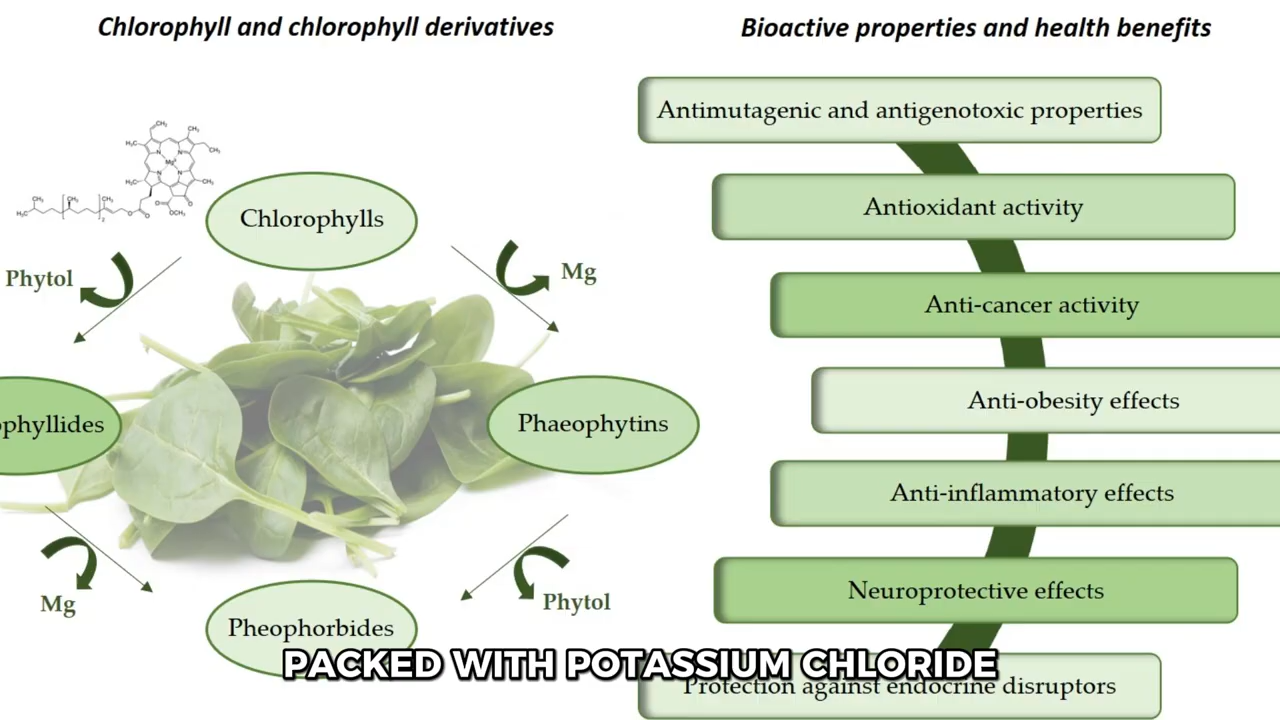 Chlorophyll and chlorophyll derivatives
Bioactive properties and health benefits
Chlorophylls
Phytol
Mg
ophyllides
Phaeophytins
Mg
Phytol
Pheophorbides
Antimutagenic and antigenotoxic properties
Antioxidant activity
Anti-cancer activity
Anti-obesity effects
Anti-inflammatory effects
Neuroprotective effects
Protection against endocrine disruptors
PACKED WITH POTASSIUM CHLORIDE